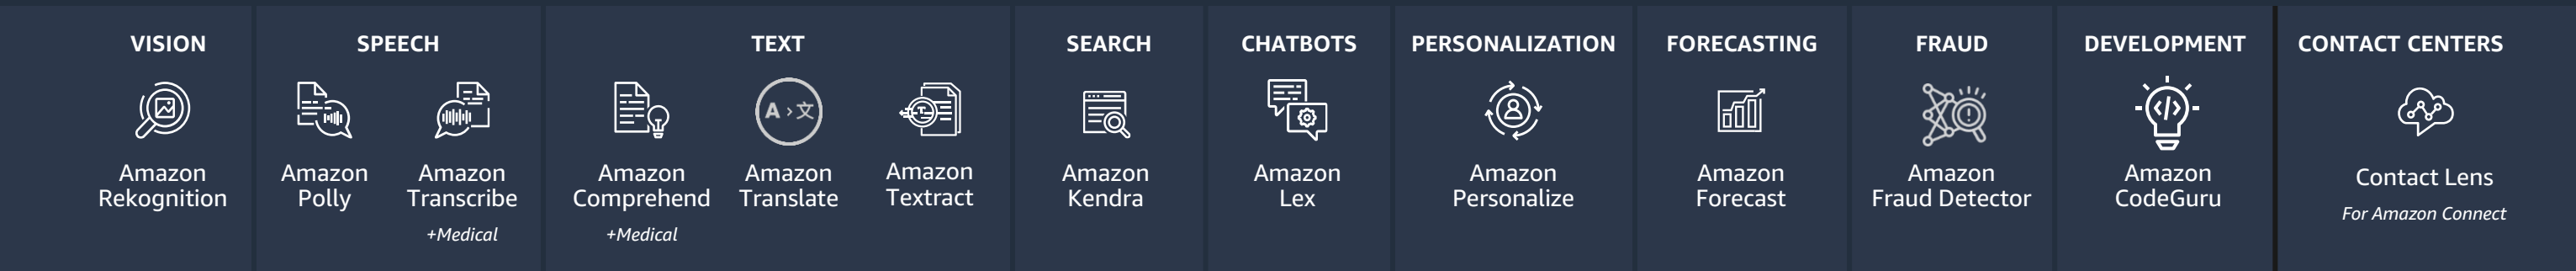 VISION
Amazon
Rekognition
SPEECH
Amazon
Polly
Amazon
Transcribe
+Medical
TEXT
Amazon
Comprehend
+Medical
A > 文
Amazon
Translate
T
Amazon
Textract
SEARCH
Amazon
Kendra
CHATBOTS
Amazon
Lex
PERSONALIZATION
Amazon
Personalize
FORECASTING
Amazon
Forecast
FRAUD
!
Amazon
Fraud Detector
DEVELOPMENT
</>
Amazon
CodeGuru
CONTACT CENTERS
Contact Lens
For Amazon Connect